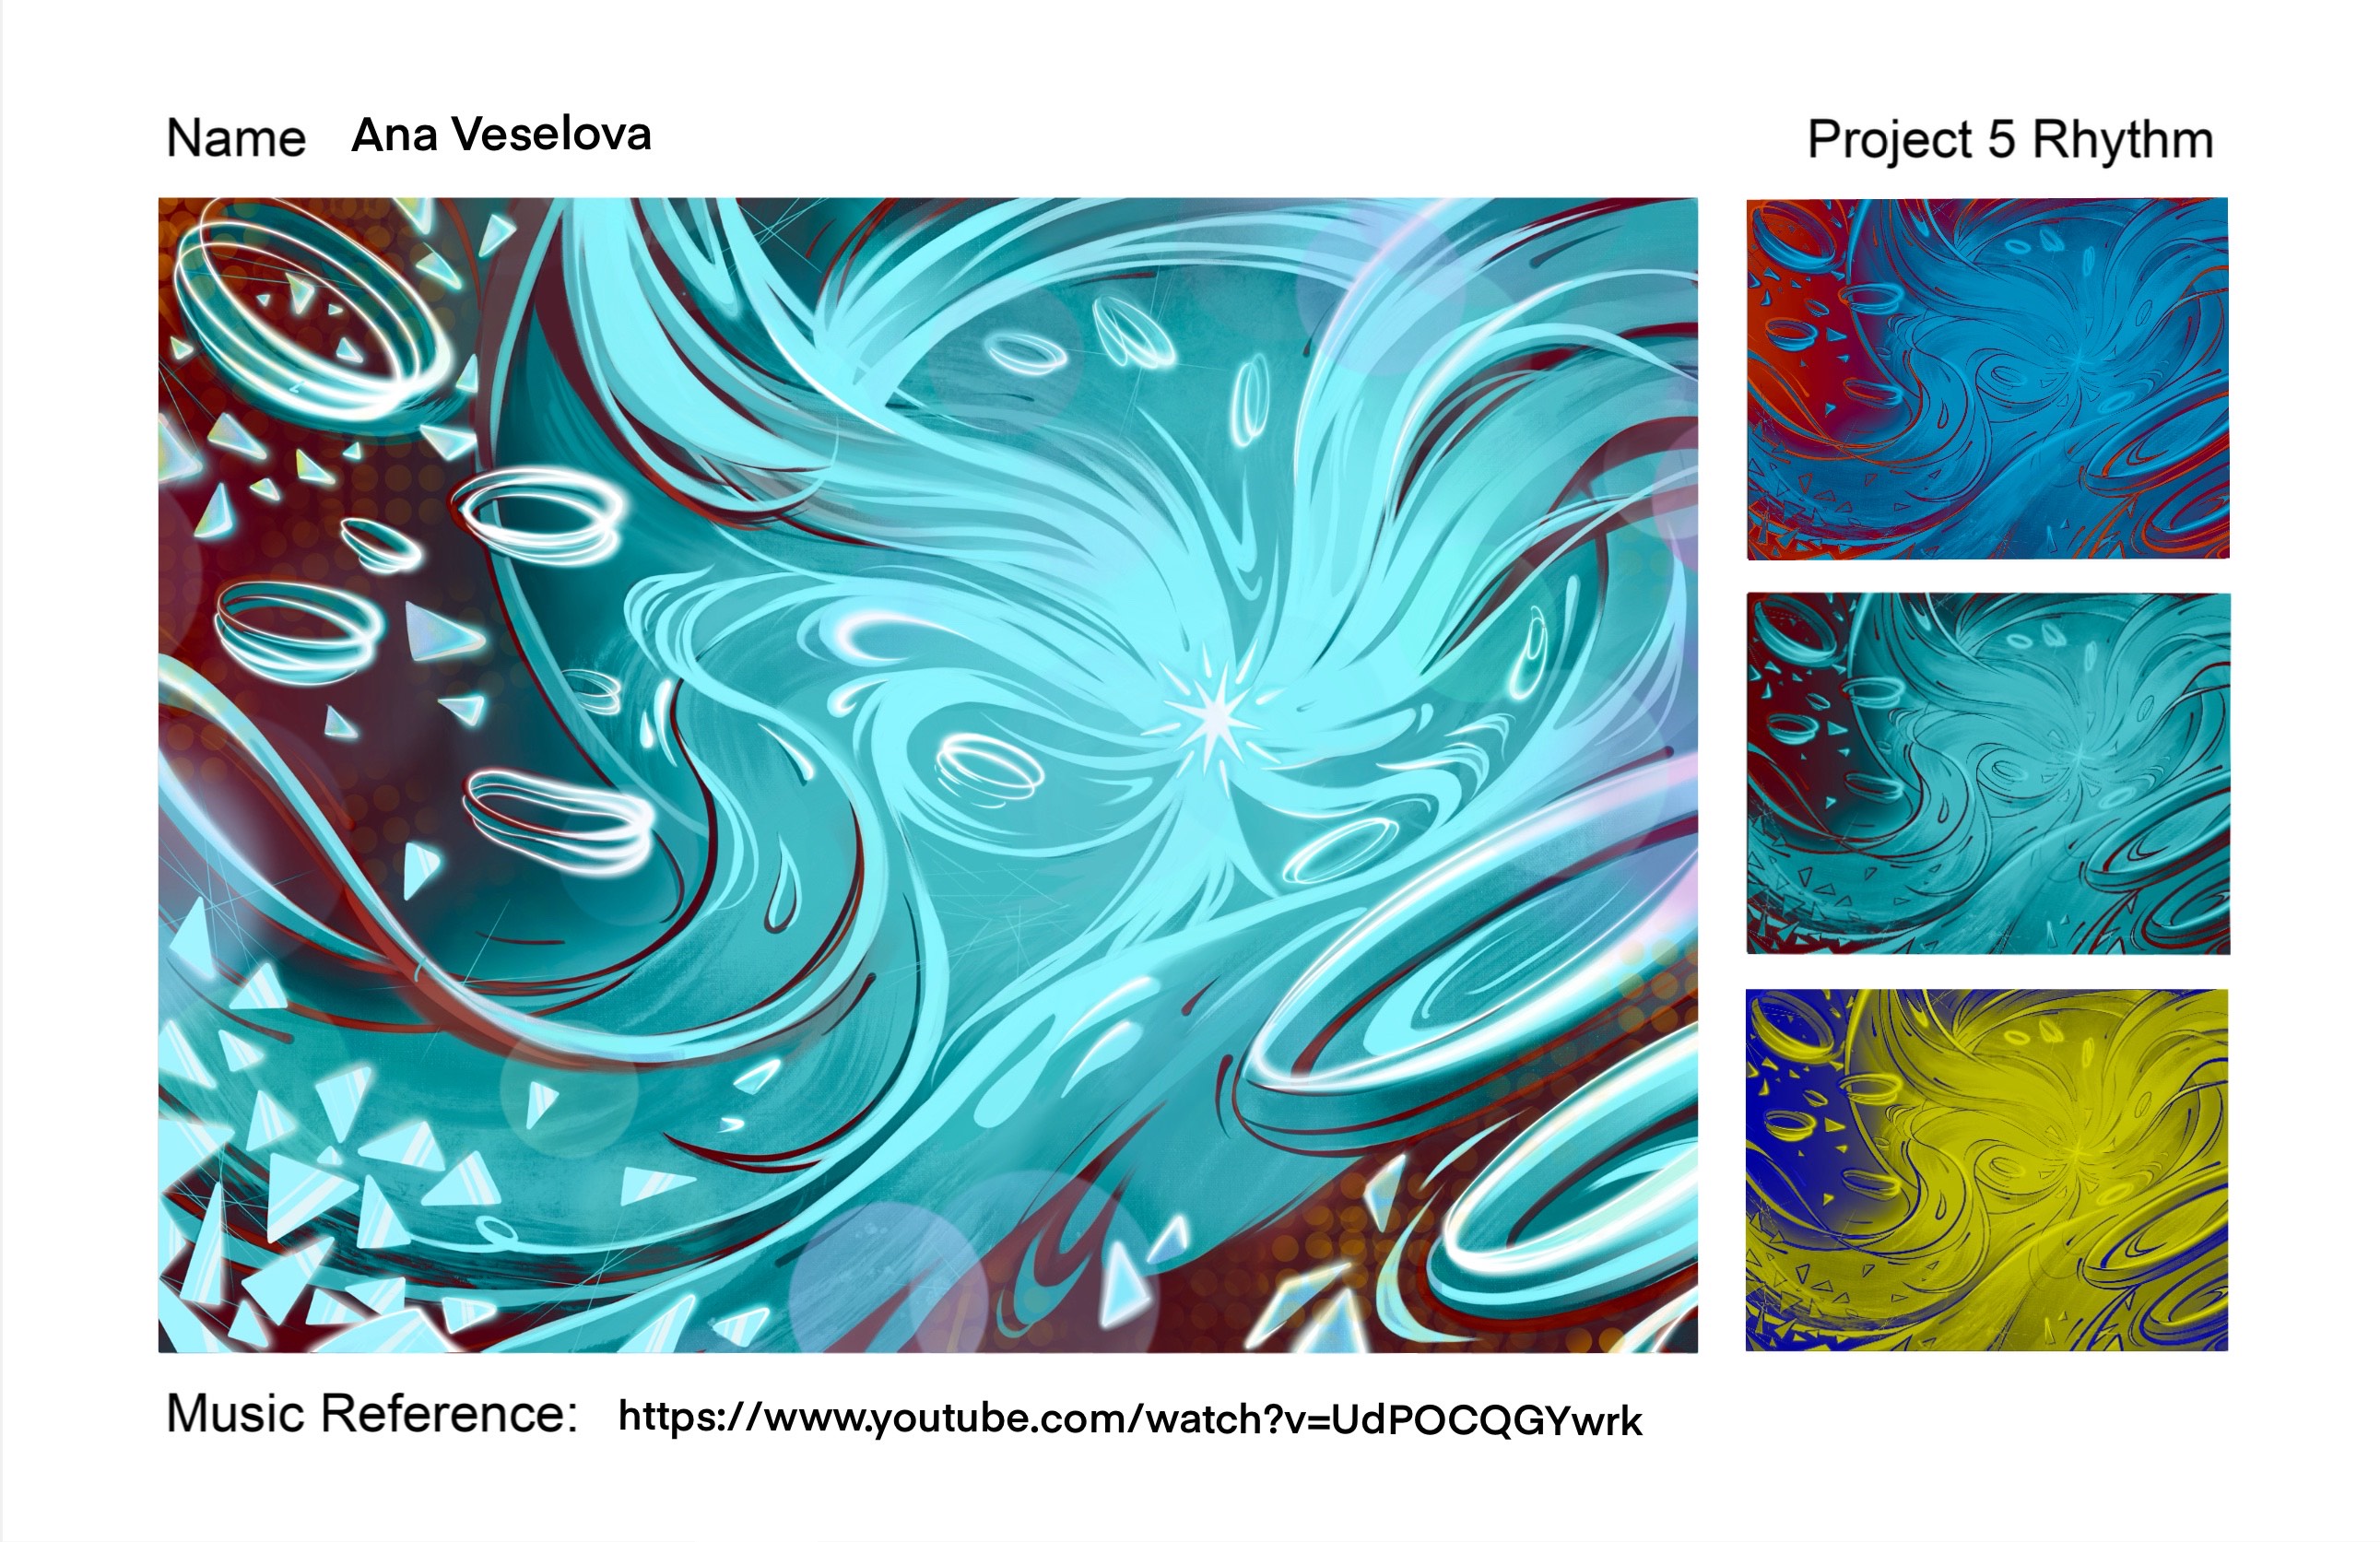 Name Ana Veselova
Project 5 Rhythm
Music Reference: https://www.youtube.com/watch?v=UdPOCQGYwrk